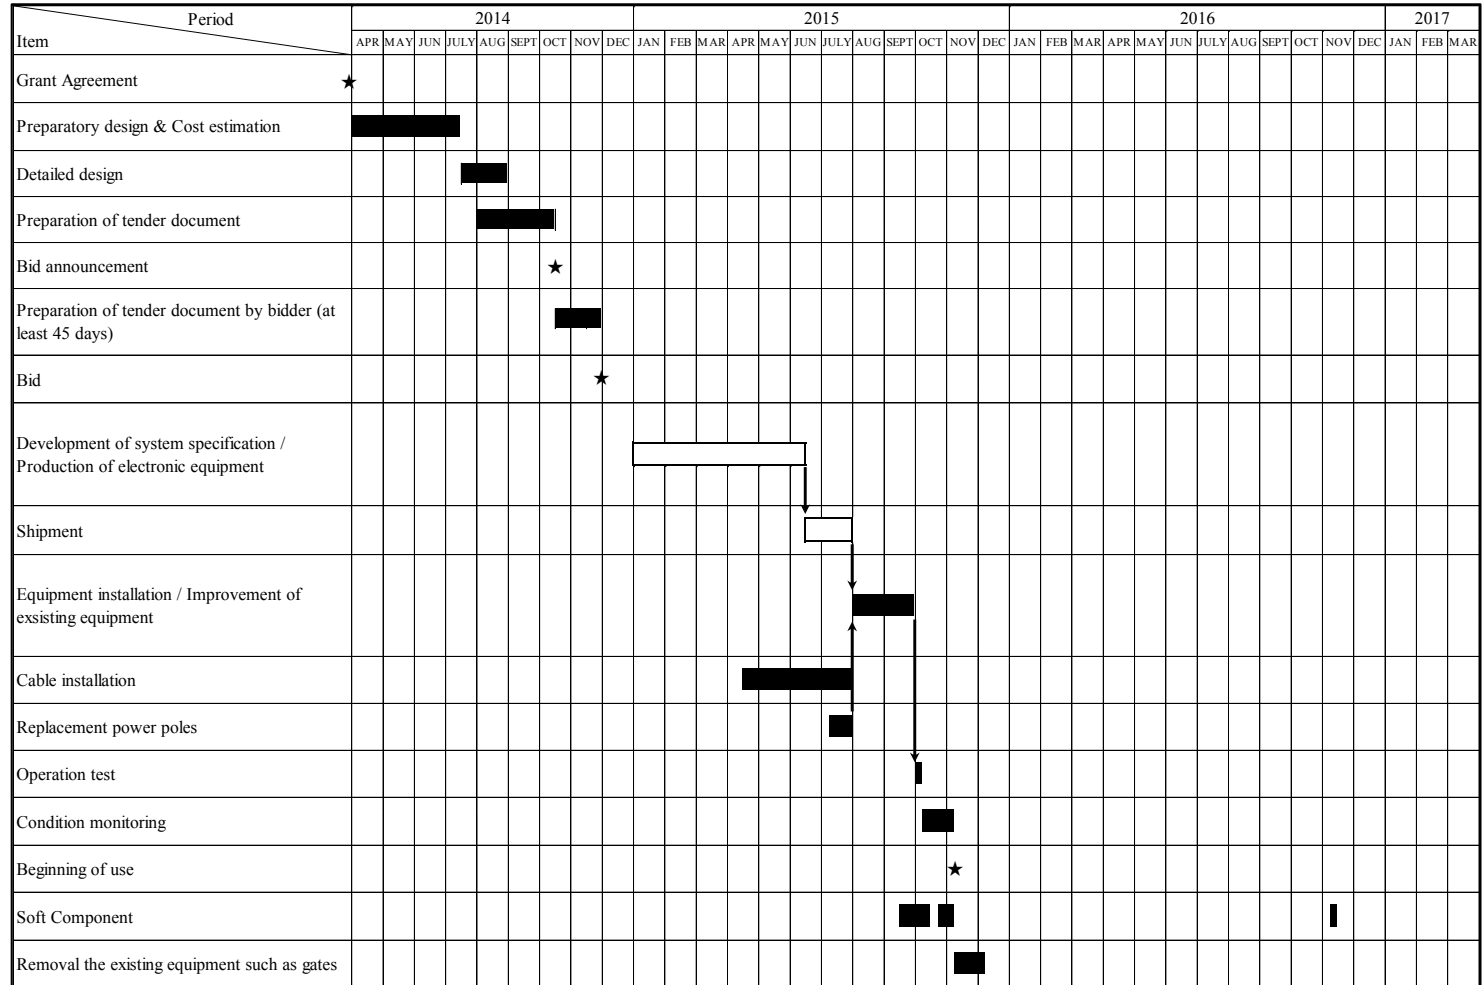 Period
2014
2015
2016
2017
Item
APR MAY JUN JULY AUG SEPT OCT NOV DEC JAN FEB MAR APR MAY JUN JULY AUG SEPT OCT NOV DEC JAN FEB MAR APR MAY JUN JULY AUG SEPT OCT NOV DEC JAN FEB MAR
Grant Agreement
Preparatory design & Cost estimation
Detailed design
Preparation of tender document
Bid announcement
Preparation of tender document by bidder (at
least 45 days)
Bid
Development of system specification /
Production of electronic equipment
Shipment
Equipment installation / Improvement of
exsisting equipment
Cable installation
Replacement power poles
Operation test
Condition monitoring
Beginning of use
Soft Component
Removal the existing equipment such as gates